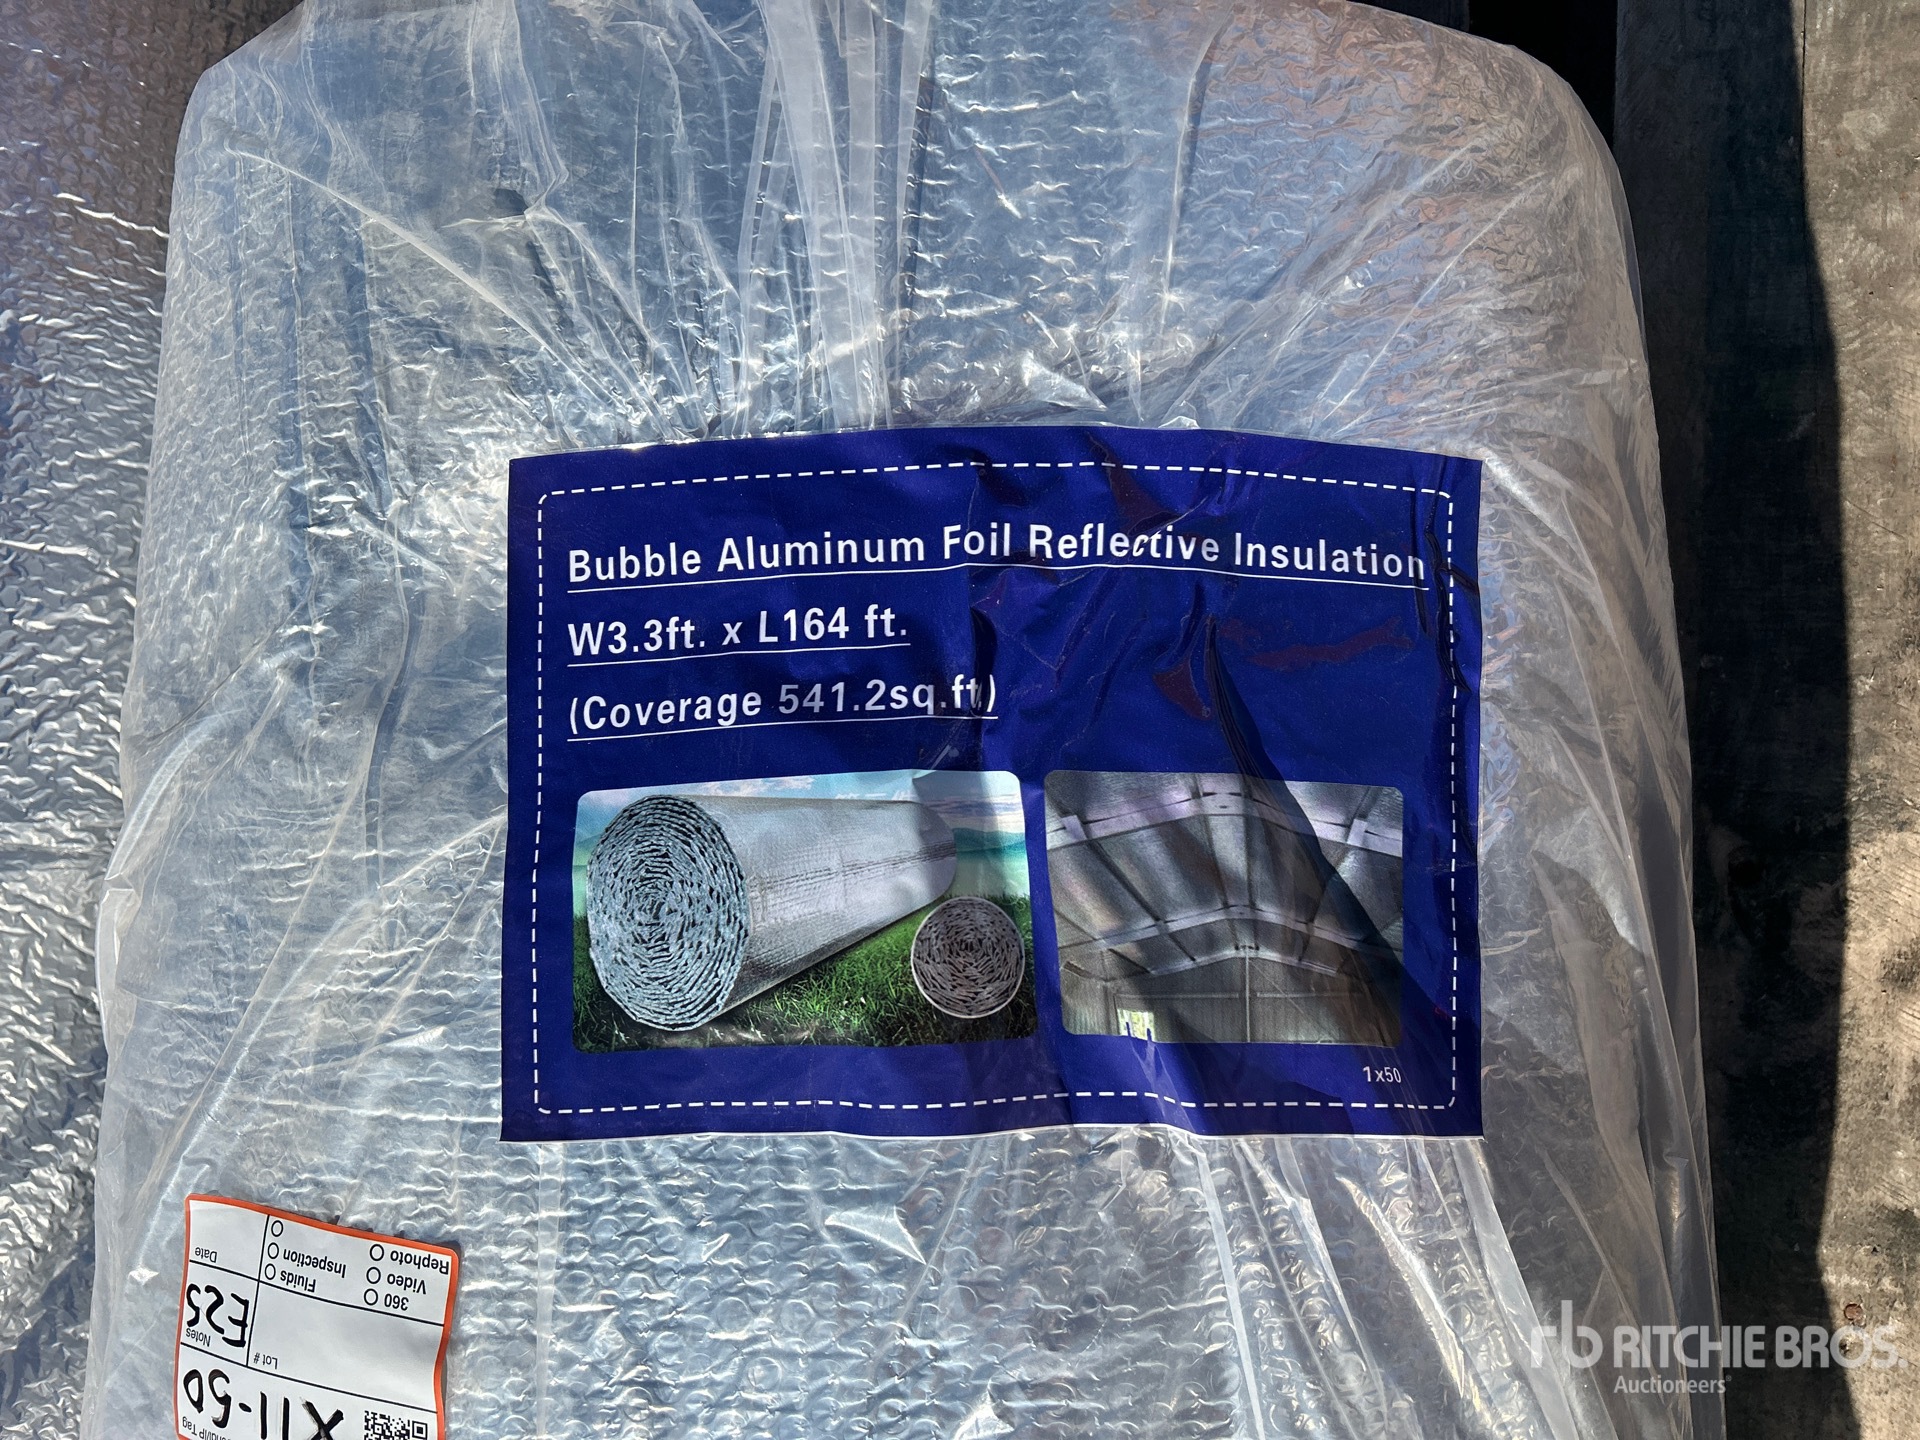 Bubble Aluminum Foil Reflective Insulation
W3.3ft. x L164 ft.
(Coverage 541.2sq.ft.)
1x50
Rephoto
Video
360
Inspection
Fluids
Date
E25
Notes
Lot #
X11-50
rb RITCHIE BROS.
Auctioneers